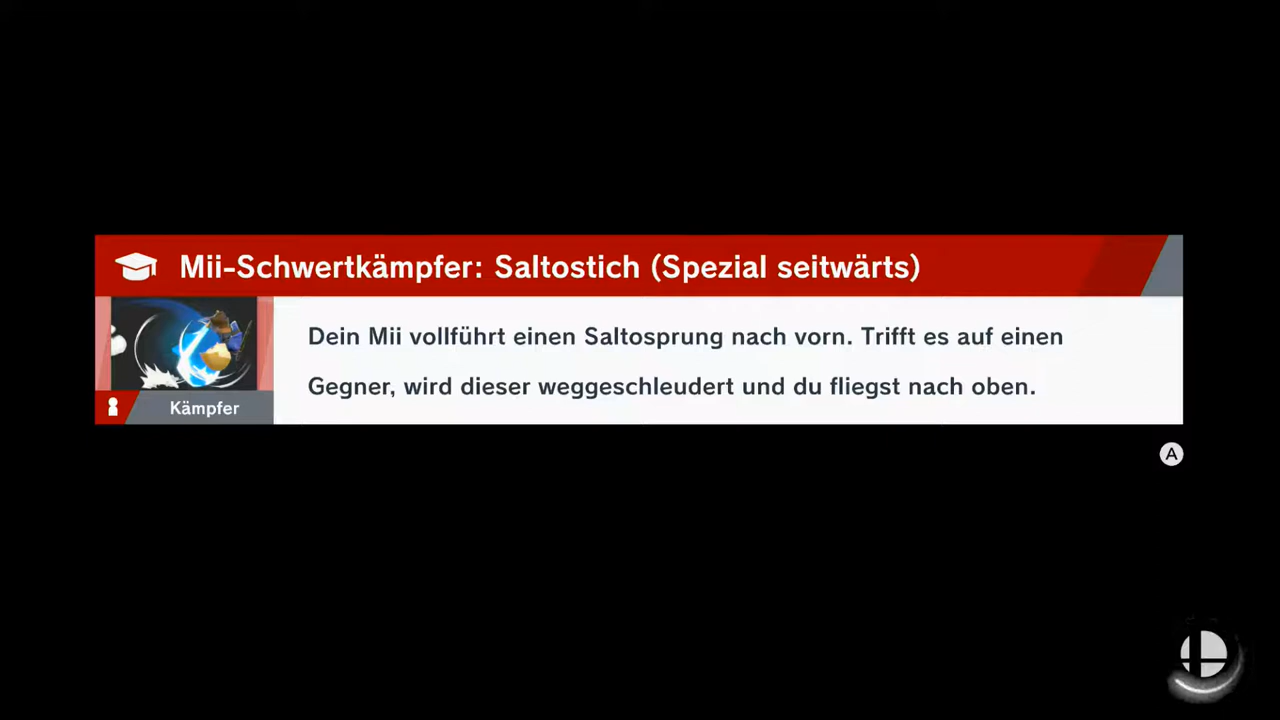 Mii-Schwertkämpfer: Saltostich (Spezial seitwärts)
Dein Mii vollführt einen Saltosprung nach vorn. Trifft es auf einen
Gegner, wird dieser weggeschleudert und du fliegst nach oben.
Kämpfer
A